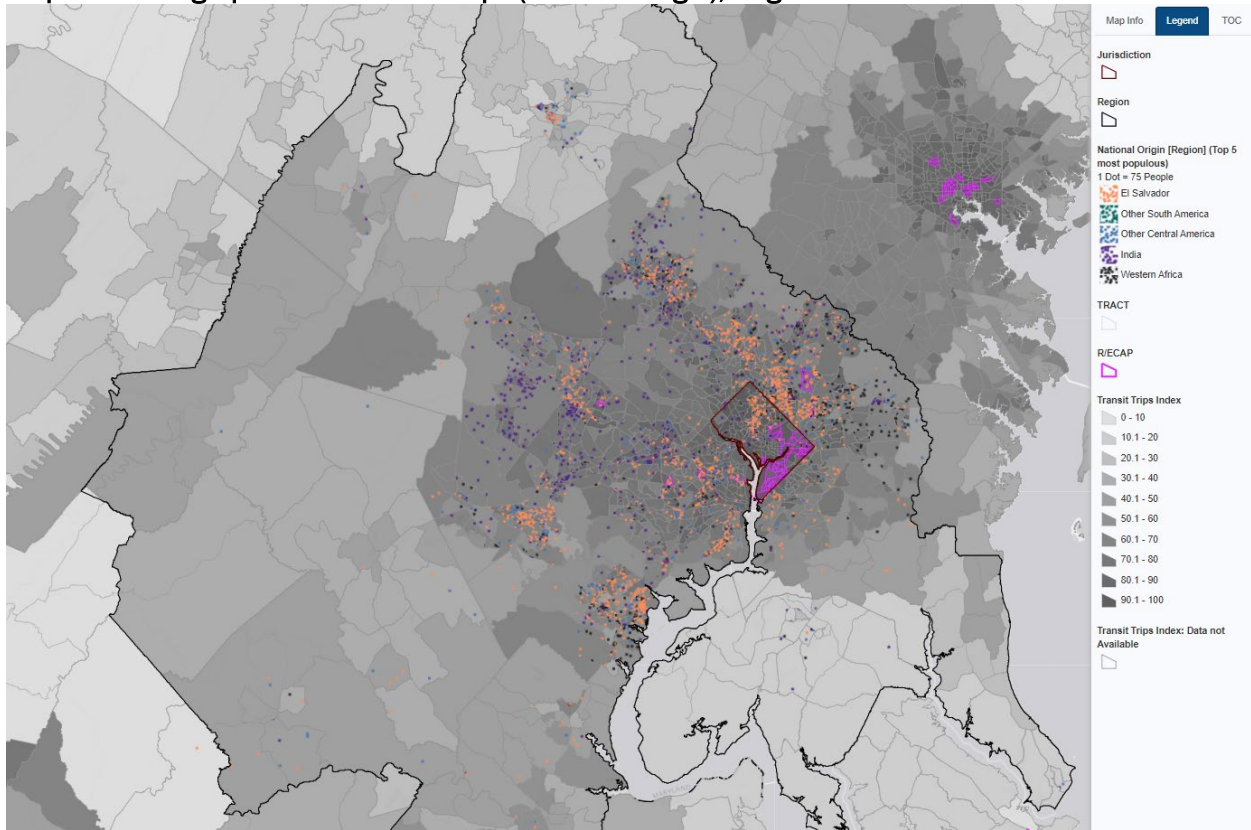 Map Info Legend TOC
Jurisdiction
Region
National Origin [Region] (Top 5
most populous)
1 Dot = 75 People
El Salvador
Other South America
Other Central America
India
Western Africa
TRACT
R/ECAP
Transit Trips Index
0 - 10
10.1 - 20
20.1 - 30
30.1 - 40
40.1 - 50
50.1 - 60
60.1 - 70
70.1 - 80
80.1 - 90
90.1 - 100
Transit Trips Index: Data not
Available
MARYLAND